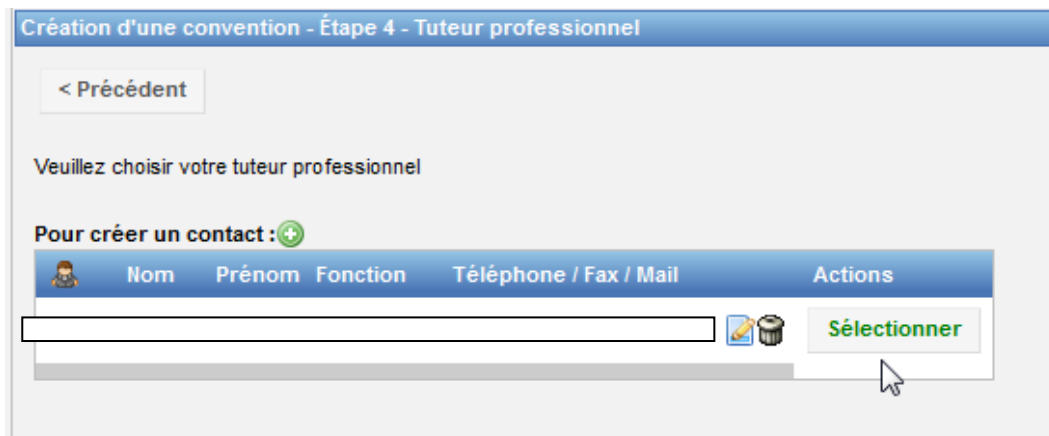 Création d'une convention - Étape 4 - Tuteur professionnel
< Précédent
Veuillez choisir votre tuteur professionnel
Pour créer un contact :
Nom Prénom Fonction Téléphone / Fax / Mail Actions
Sélectionner